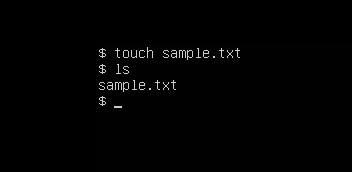 $ touch sample.txt
$ ls
sample.txt
$ _